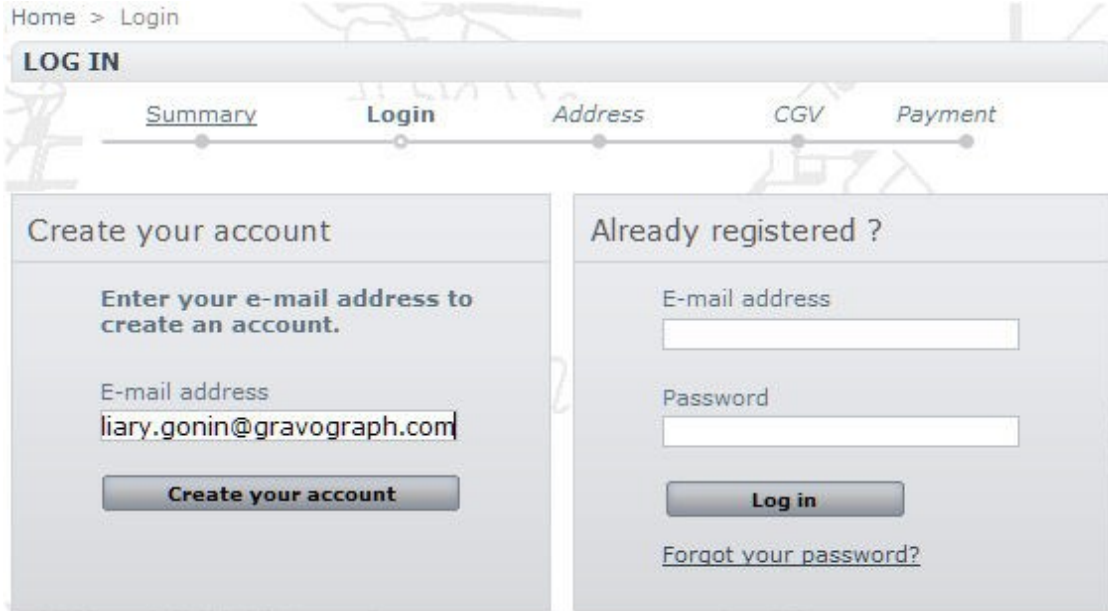 Home > Login
LOG IN
Summary Login Address CGV Payment
Create your account
Enter your e-mail address to
create an account.
E-mail address
liary.gonin@gravograph.com
Create your account
Already registered ?
E-mail address
Password
Log in
Forgot your password?